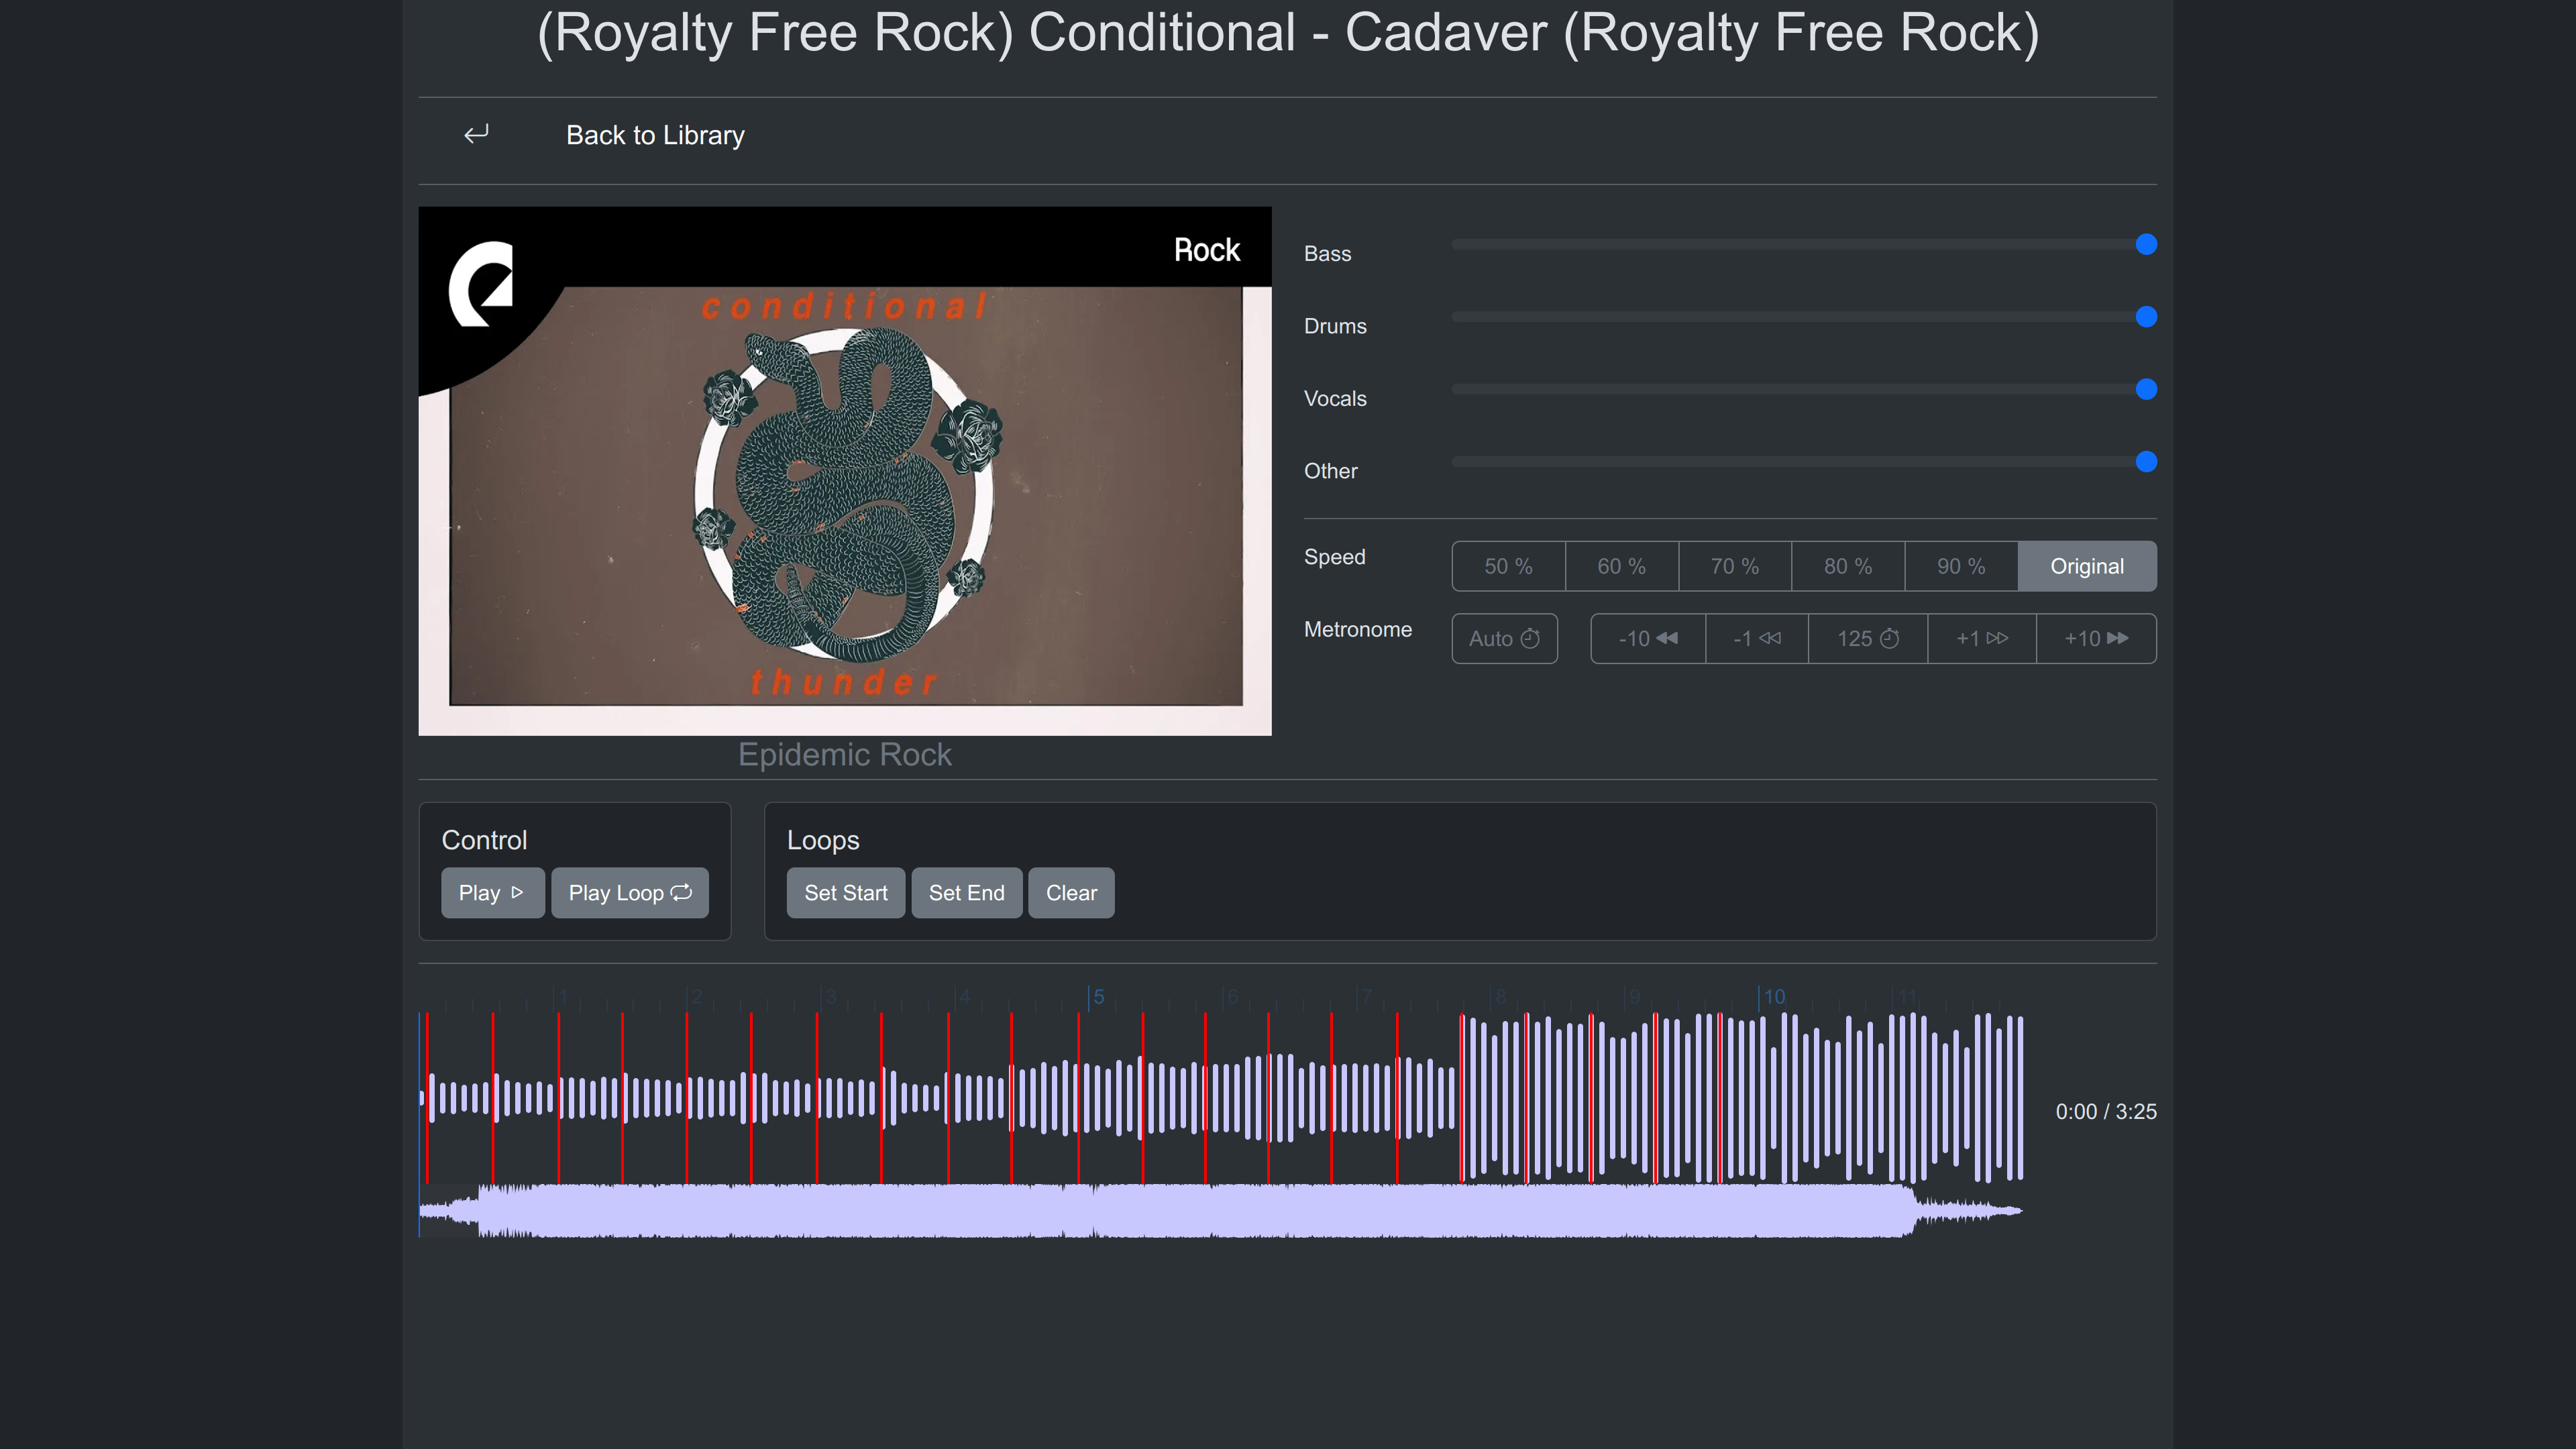 (Royalty Free Rock) Conditional - Cadaver (Royalty Free Rock)
Back to Library
Rock
conditional
thunder
Epidemic Rock
Bass
Drums
Vocals
Other
Speed 50 % 60 % 70 % 80 % 90 % Original
Metronome Auto -10 -1 125 +1 +10
Control
Play Play Loop
Loops
Set Start Set End Clear
1 2 3 4 5 6 7 8 9 10 11
0:00 / 3:25